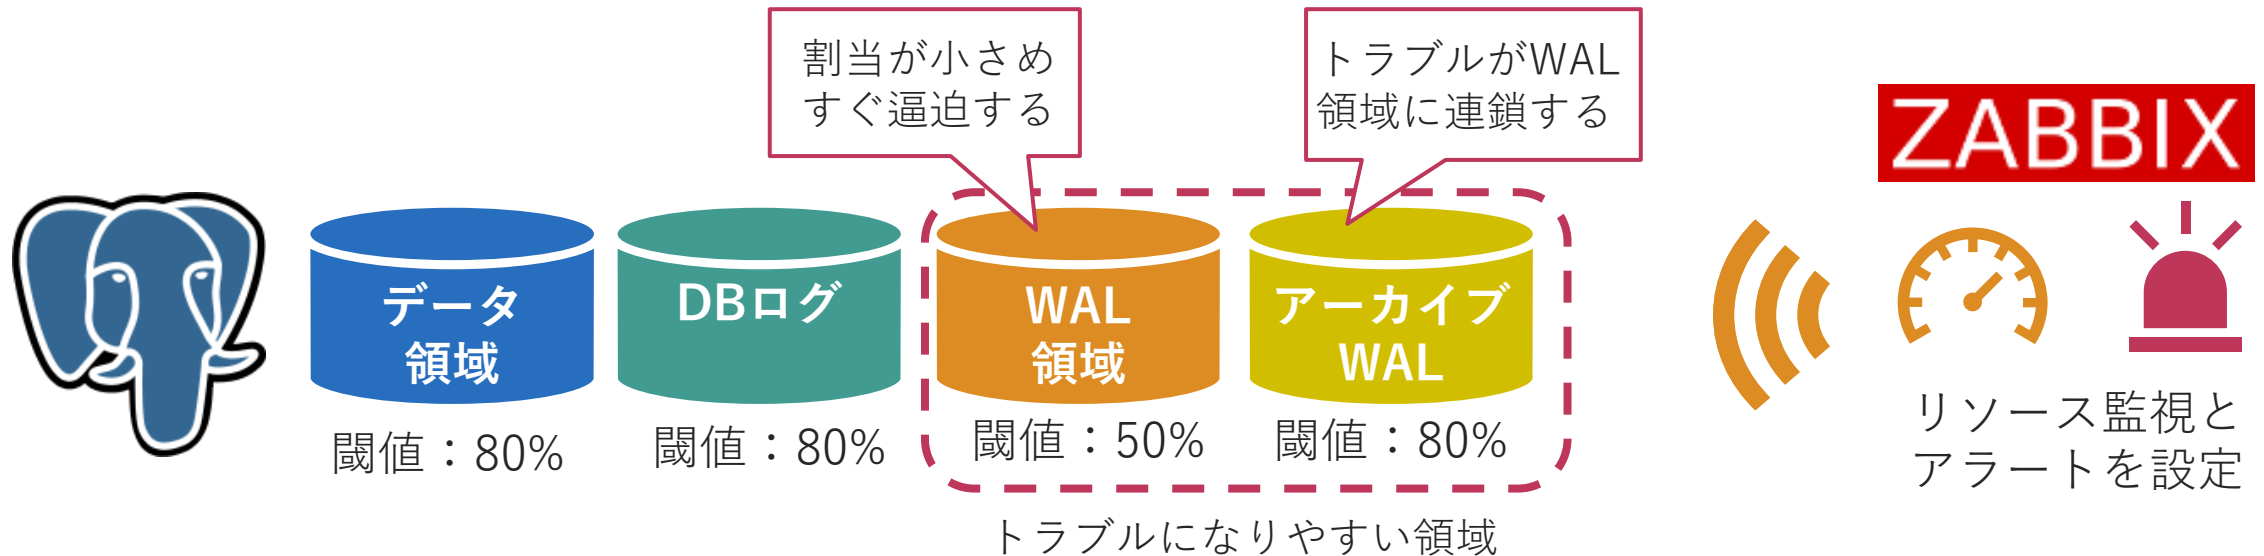 割当が小さめ
すぐ逼迫する
トラブルがWAL
領域に連鎖する
ZABBIX
データ
領域
DBログ
WAL
領域
アーカイブ
WAL
閾値：80%
閾値：80%
閾値：50%
閾値：80%
リソース監視と
アラートを設定
トラブルになりやすい領域